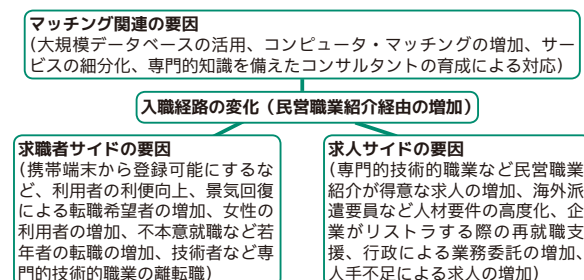 マッチング関連の要因
(大規模データベースの活用、コンピュータ・マッチングの増加、サー
ビスの細分化、専門的知識を備えたコンサルタントの育成による対応)
入職経路の変化(民営職業紹介経由の増加)
求職者サイドの要因
(携帯端末から登録可能にするな
ど、利用者の利便向上、景気回復
による転職希望者の増加、女性の
利用者の増加、不本意就職など若
年者の転職の増加、技術者など専
門的技術的職業の離転職)
求人サイドの要因
(専門的技術的職業など民営職業
紹介が得意な求人の増加、海外派
遣要員など人材要件の高度化、企
業がリストラする際の再就職支
援、行政による業務委託の増加、
人手不足による求人の増加)